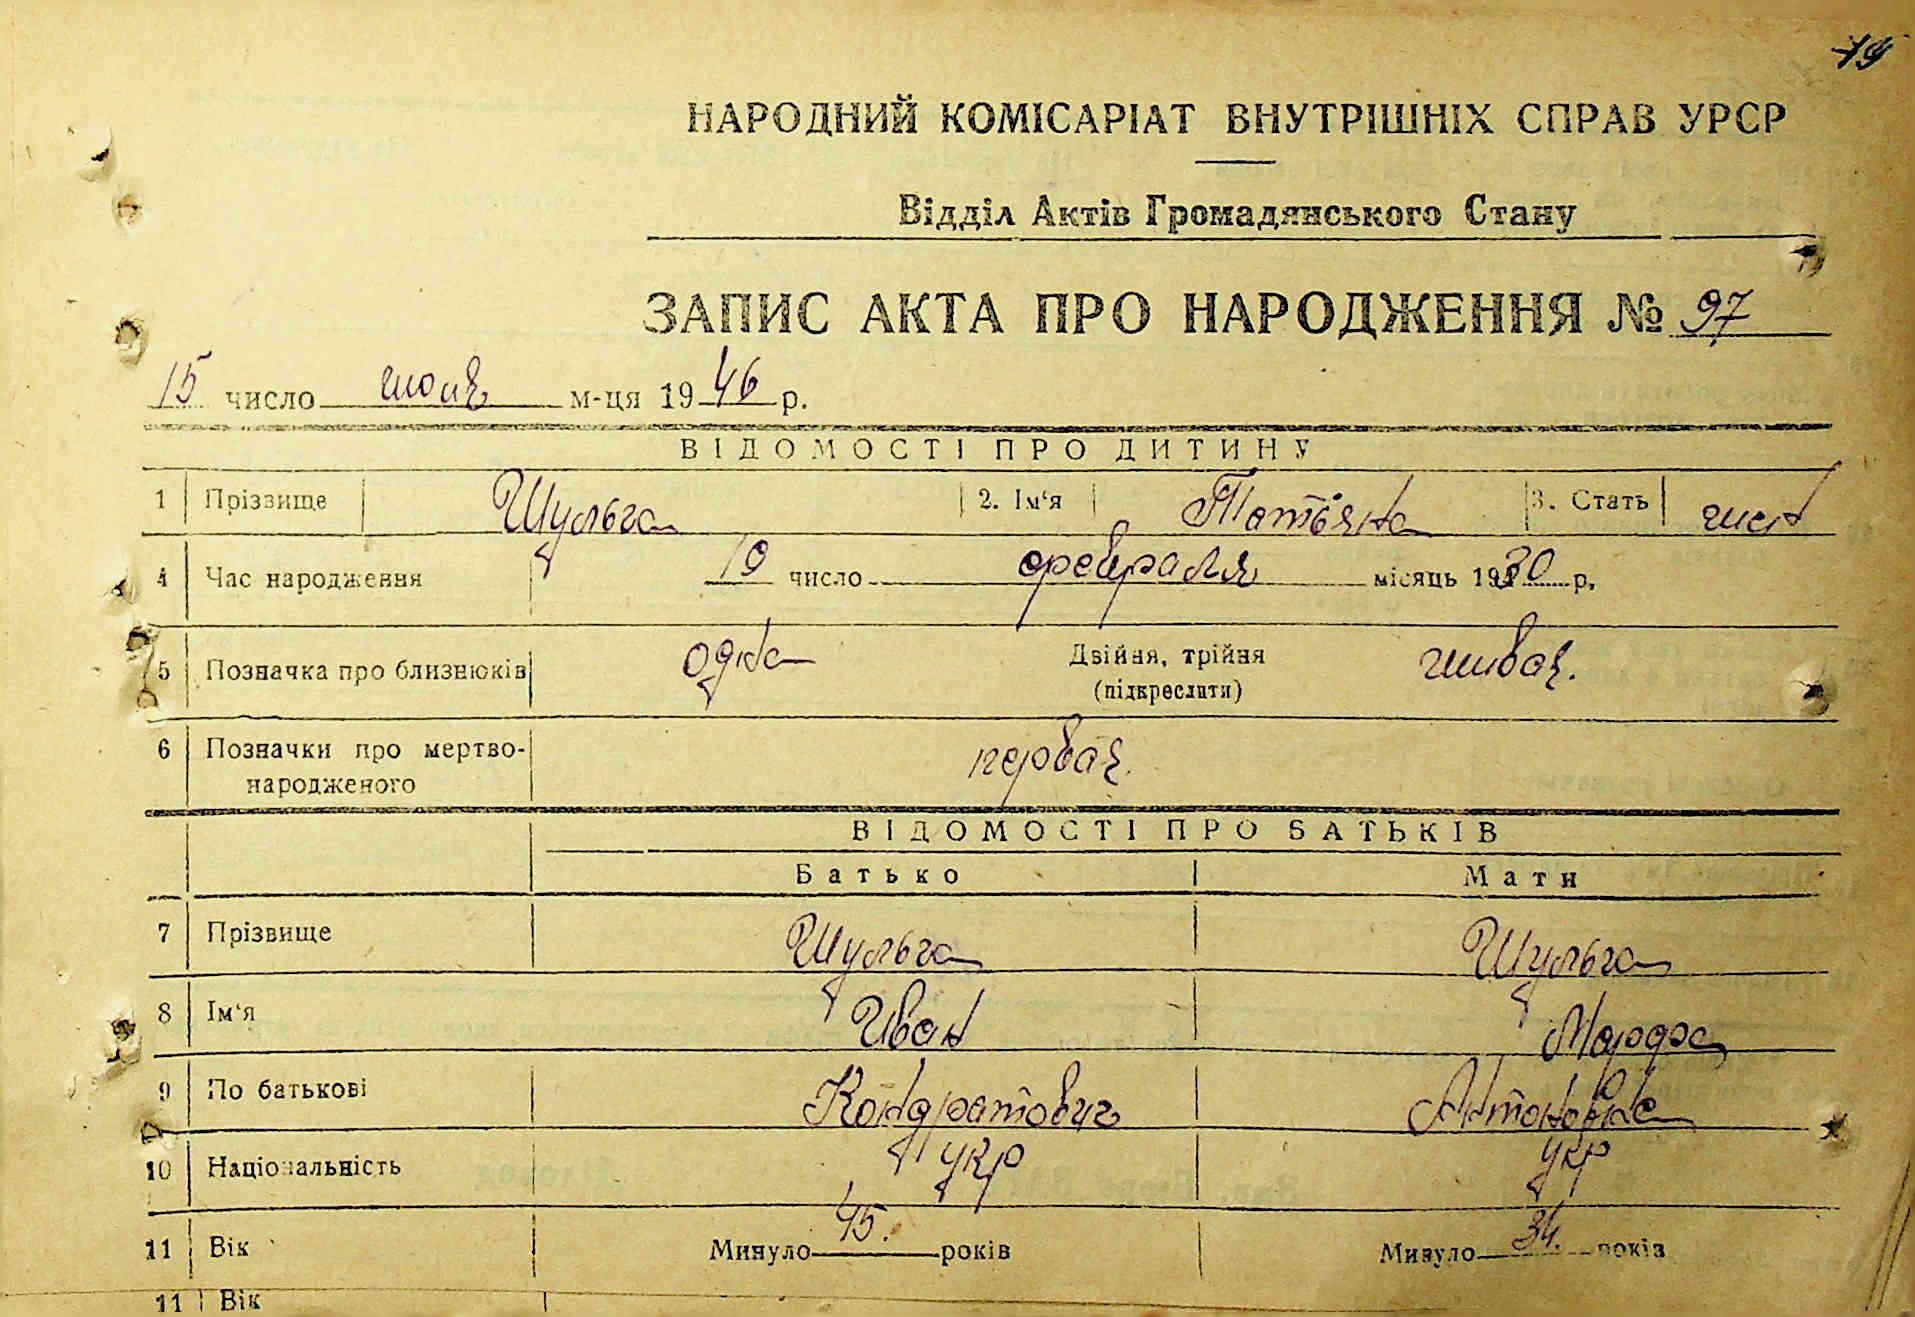 19
НАРОДНИЙ КОМІСАРІАТ ВНУТРІШНІХ СПРАВ УРСР
Відділ Актів Громадянського Стану
ЗАПИС АКТА ПРО НАРОДЖЕННЯ № 97
15 число июля м-ця 1946 р.
ВІДОМОСТІ ПРО ДИТИНУ
1 Прізвище Шульга 2. Ім'я Татьяна 3. Стать жен
4 Час народження 10 число февраля місяць 1930 р.
5 Позначка про близнюків одна Двійня, трійня (підкреслити) живая.
6 Позначки про мертвонародженого первая.
ВІДОМОСТІ ПРО БАТЬКІВ
Батько Мати
7 Прізвище Шульга Шульга
8 Ім'я Иван Марфа
9 По батькові Кондратович Антоновна
10 Національність укр укр
11 Вік Минуло 45. років Минуло 34. років
11 Вік